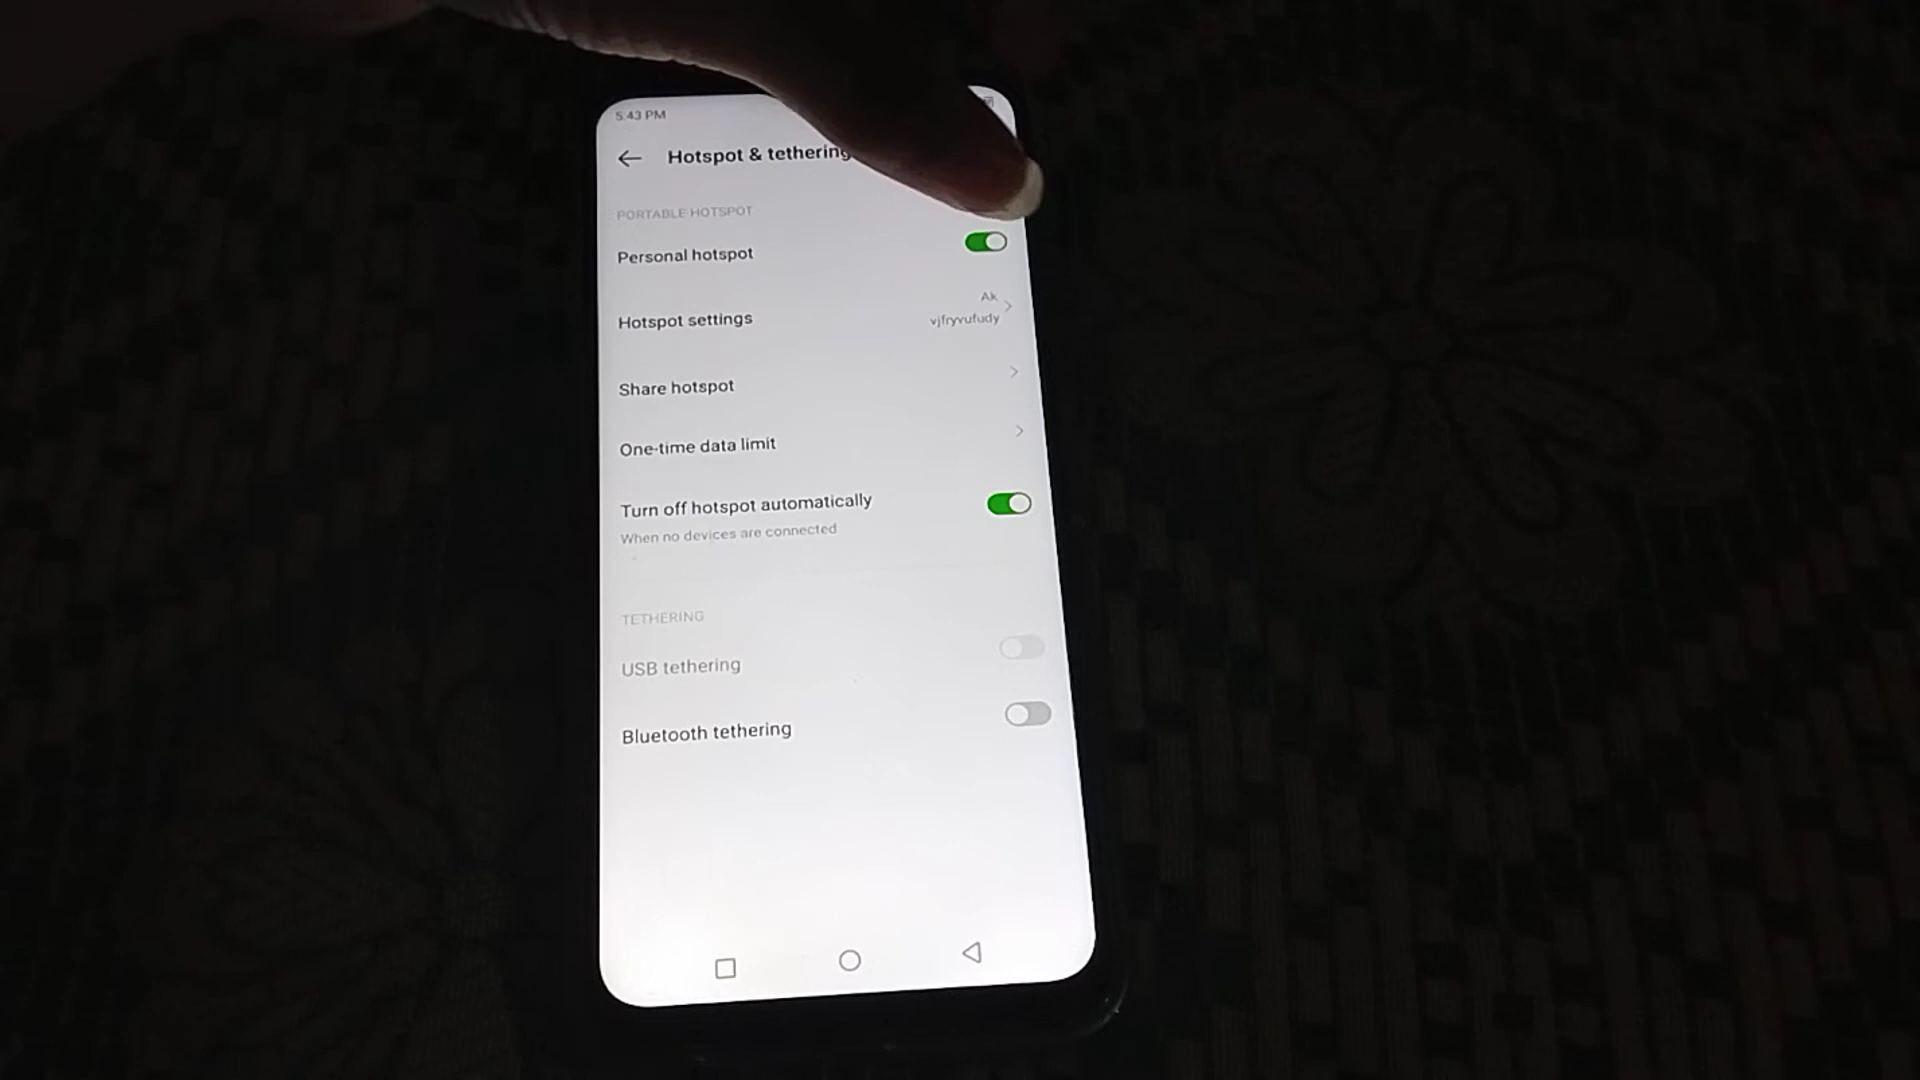 5:43 PM
Hotspot & tethering
PORTABLE HOTSPOT
Personal hotspot
Hotspot settings
Ak
vjfryvufudy
Share hotspot
One-time data limit
Turn off hotspot automatically
When no devices are connected
TETHERING
USB tethering
Bluetooth tethering